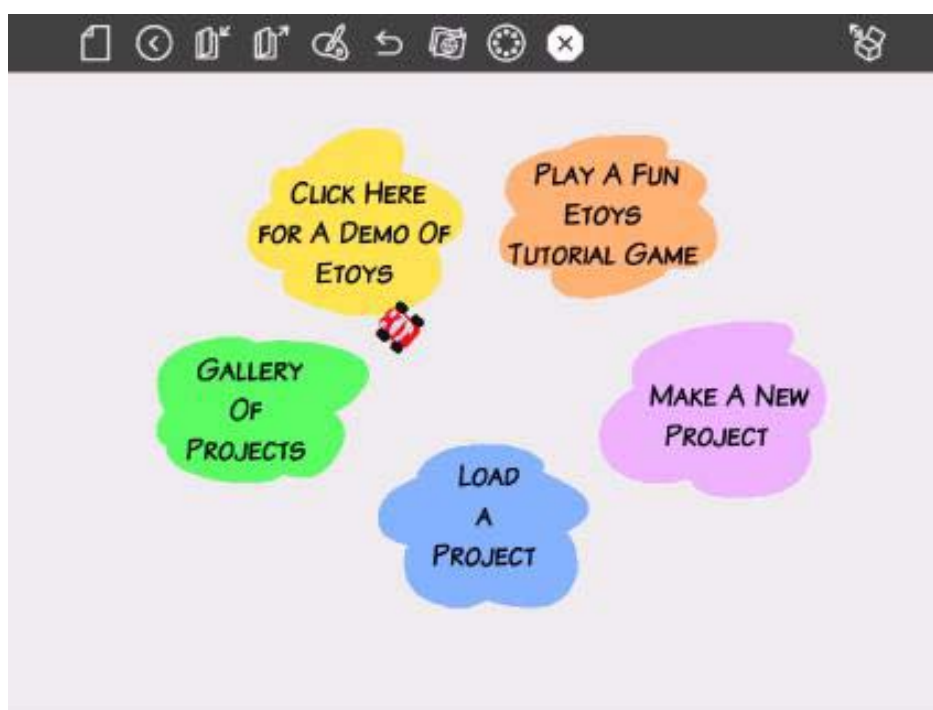 Click Here
for A Demo Of
Etoys
Play A Fun
Etoys
Tutorial Game
Gallery
Of
Projects
Make A New
Project
Load
A
Project